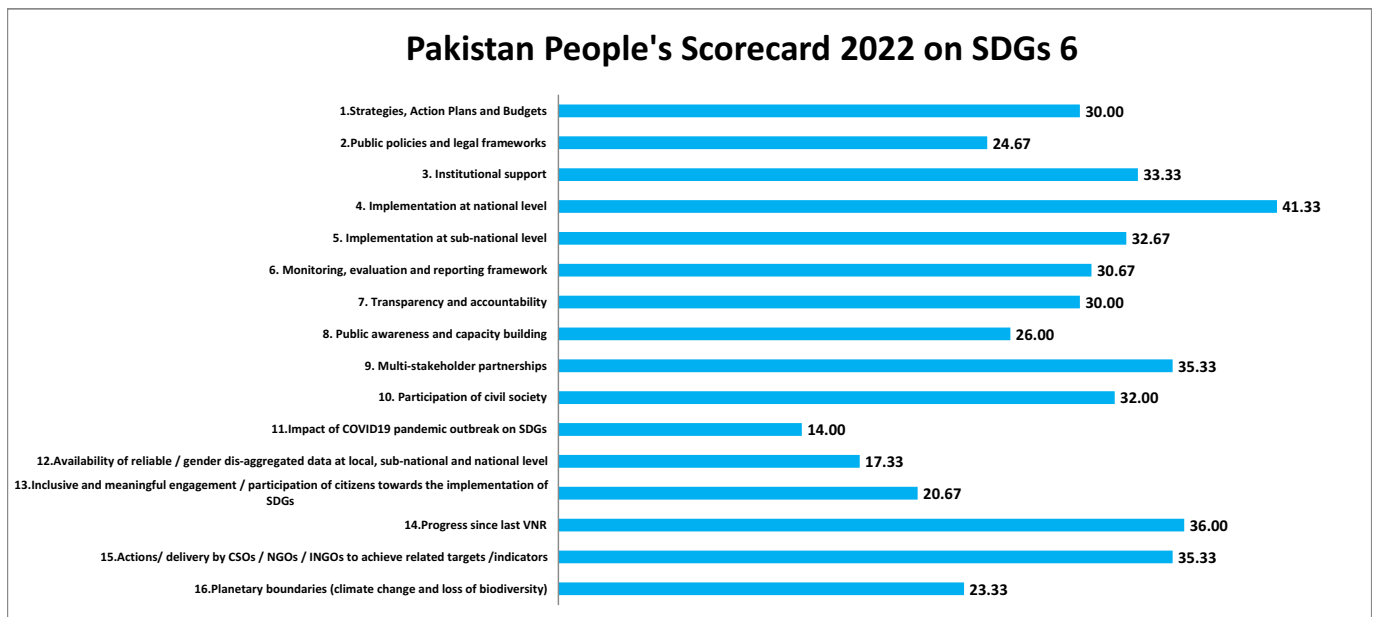 Pakistan People's Scorecard 2022 on SDGs 6
1.Strategies, Action Plans and Budgets 30.00
2.Public policies and legal frameworks 24.67
3. Institutional support 33.33
4. Implementation at national level 41.33
5. Implementation at sub-national level 32.67
6. Monitoring, evaluation and reporting framework 30.67
7. Transparency and accountability 30.00
8. Public awareness and capacity building 26.00
9. Multi-stakeholder partnerships 35.33
10. Participation of civil society 32.00
11.Impact of COVID19 pandemic outbreak on SDGs 14.00
12.Availability of reliable / gender dis-aggregated data at local, sub-national and national level 17.33
13.Inclusive and meaningful engagement / participation of citizens towards the implementation of
SDGs 20.67
14.Progress since last VNR 36.00
15.Actions/ delivery by CSOs / NGOs / INGOs to achieve related targets /indicators 35.33
16.Planetary boundaries (climate change and loss of biodiversity) 23.33